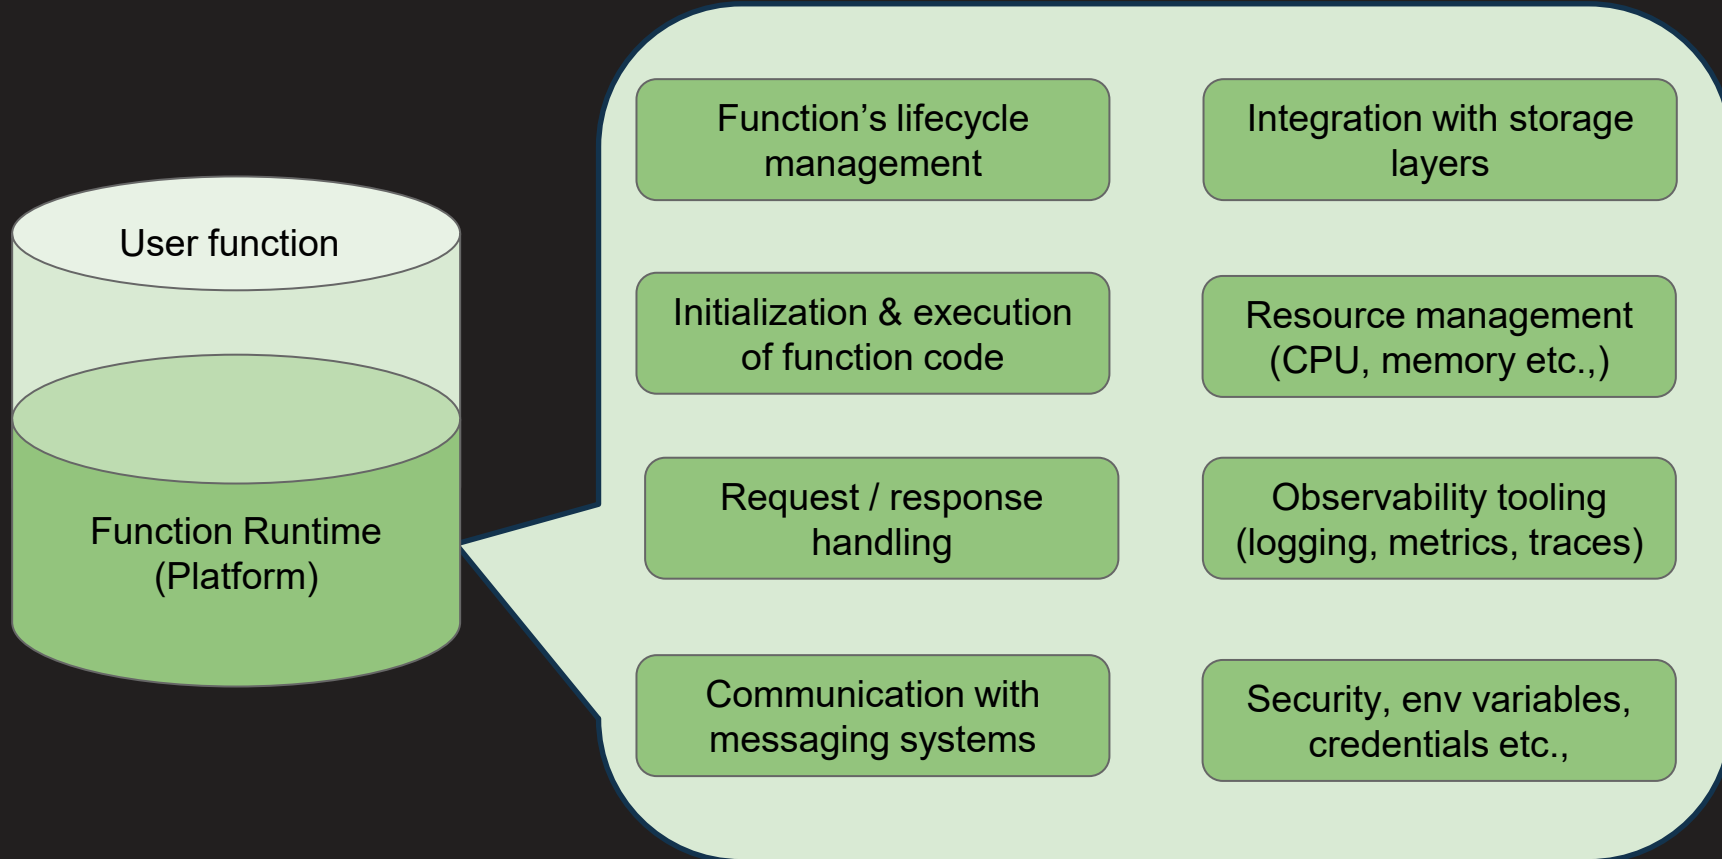 User function
Function Runtime
(Platform)
Function’s lifecycle
management
Integration with storage
layers
Initialization & execution
of function code
Resource management
(CPU, memory etc.,)
Request / response
handling
Observability tooling
(logging, metrics, traces)
Communication with
messaging systems
Security, env variables,
credentials etc.,